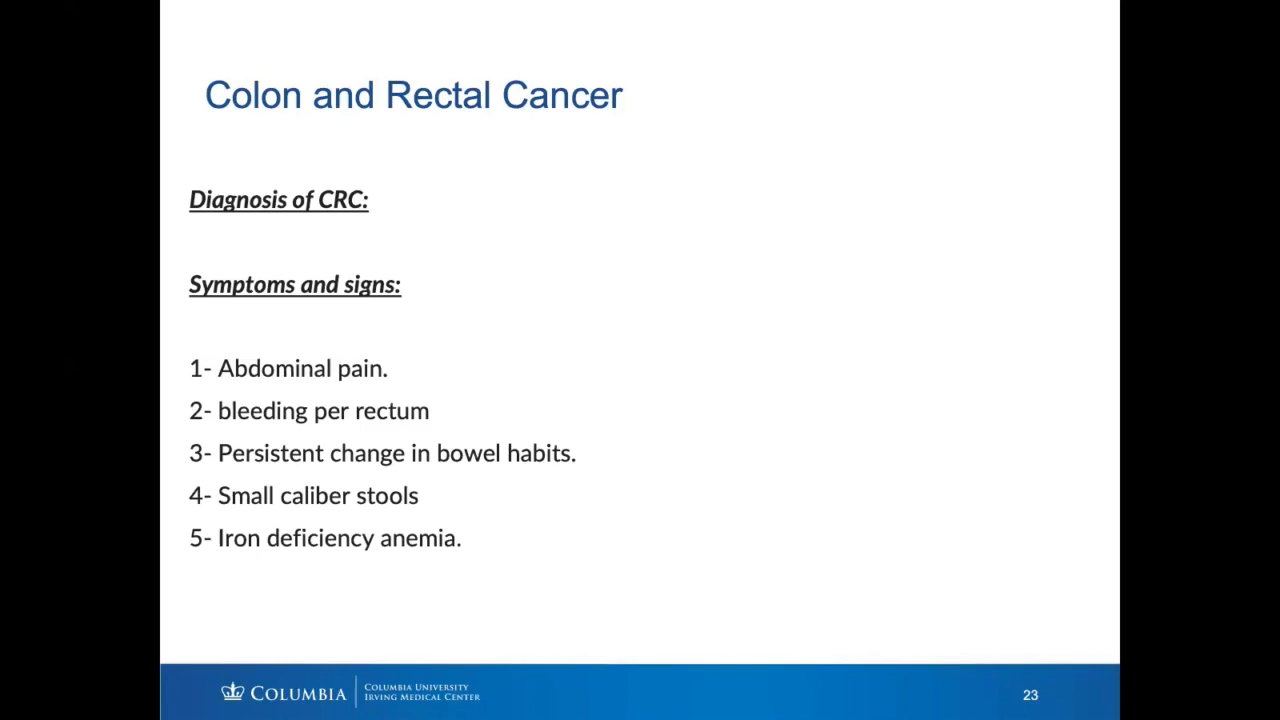 Colon and Rectal Cancer
Diagnosis of CRC:
Symptoms and signs:
1- Abdominal pain.
2- bleeding per rectum
3- Persistent change in bowel habits.
4- Small caliber stools
5- Iron deficiency anemia.
COLUMBIA
COLUMBIA UNIVERSITY
IRVING MEDICAL CENTER
23